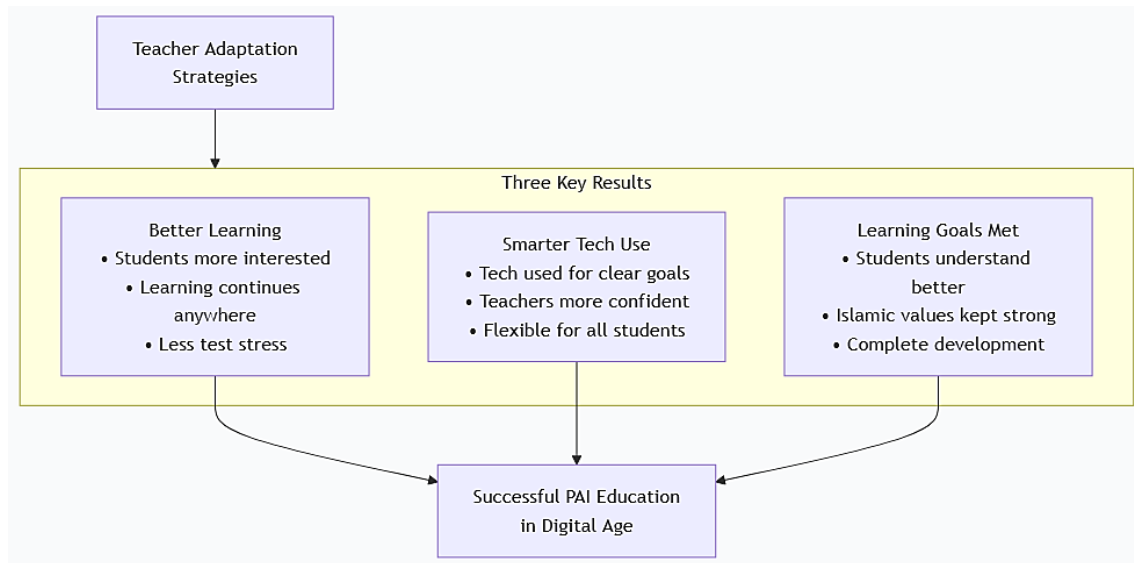 Teacher Adaptation
Strategies
Three Key Results
Better Learning
• Students more interested
• Learning continues
anywhere
• Less test stress
Smarter Tech Use
• Tech used for clear goals
• Teachers more confident
• Flexible for all students
Learning Goals Met
• Students understand
better
• Islamic values kept strong
• Complete development
Successful PAI Education
in Digital Age